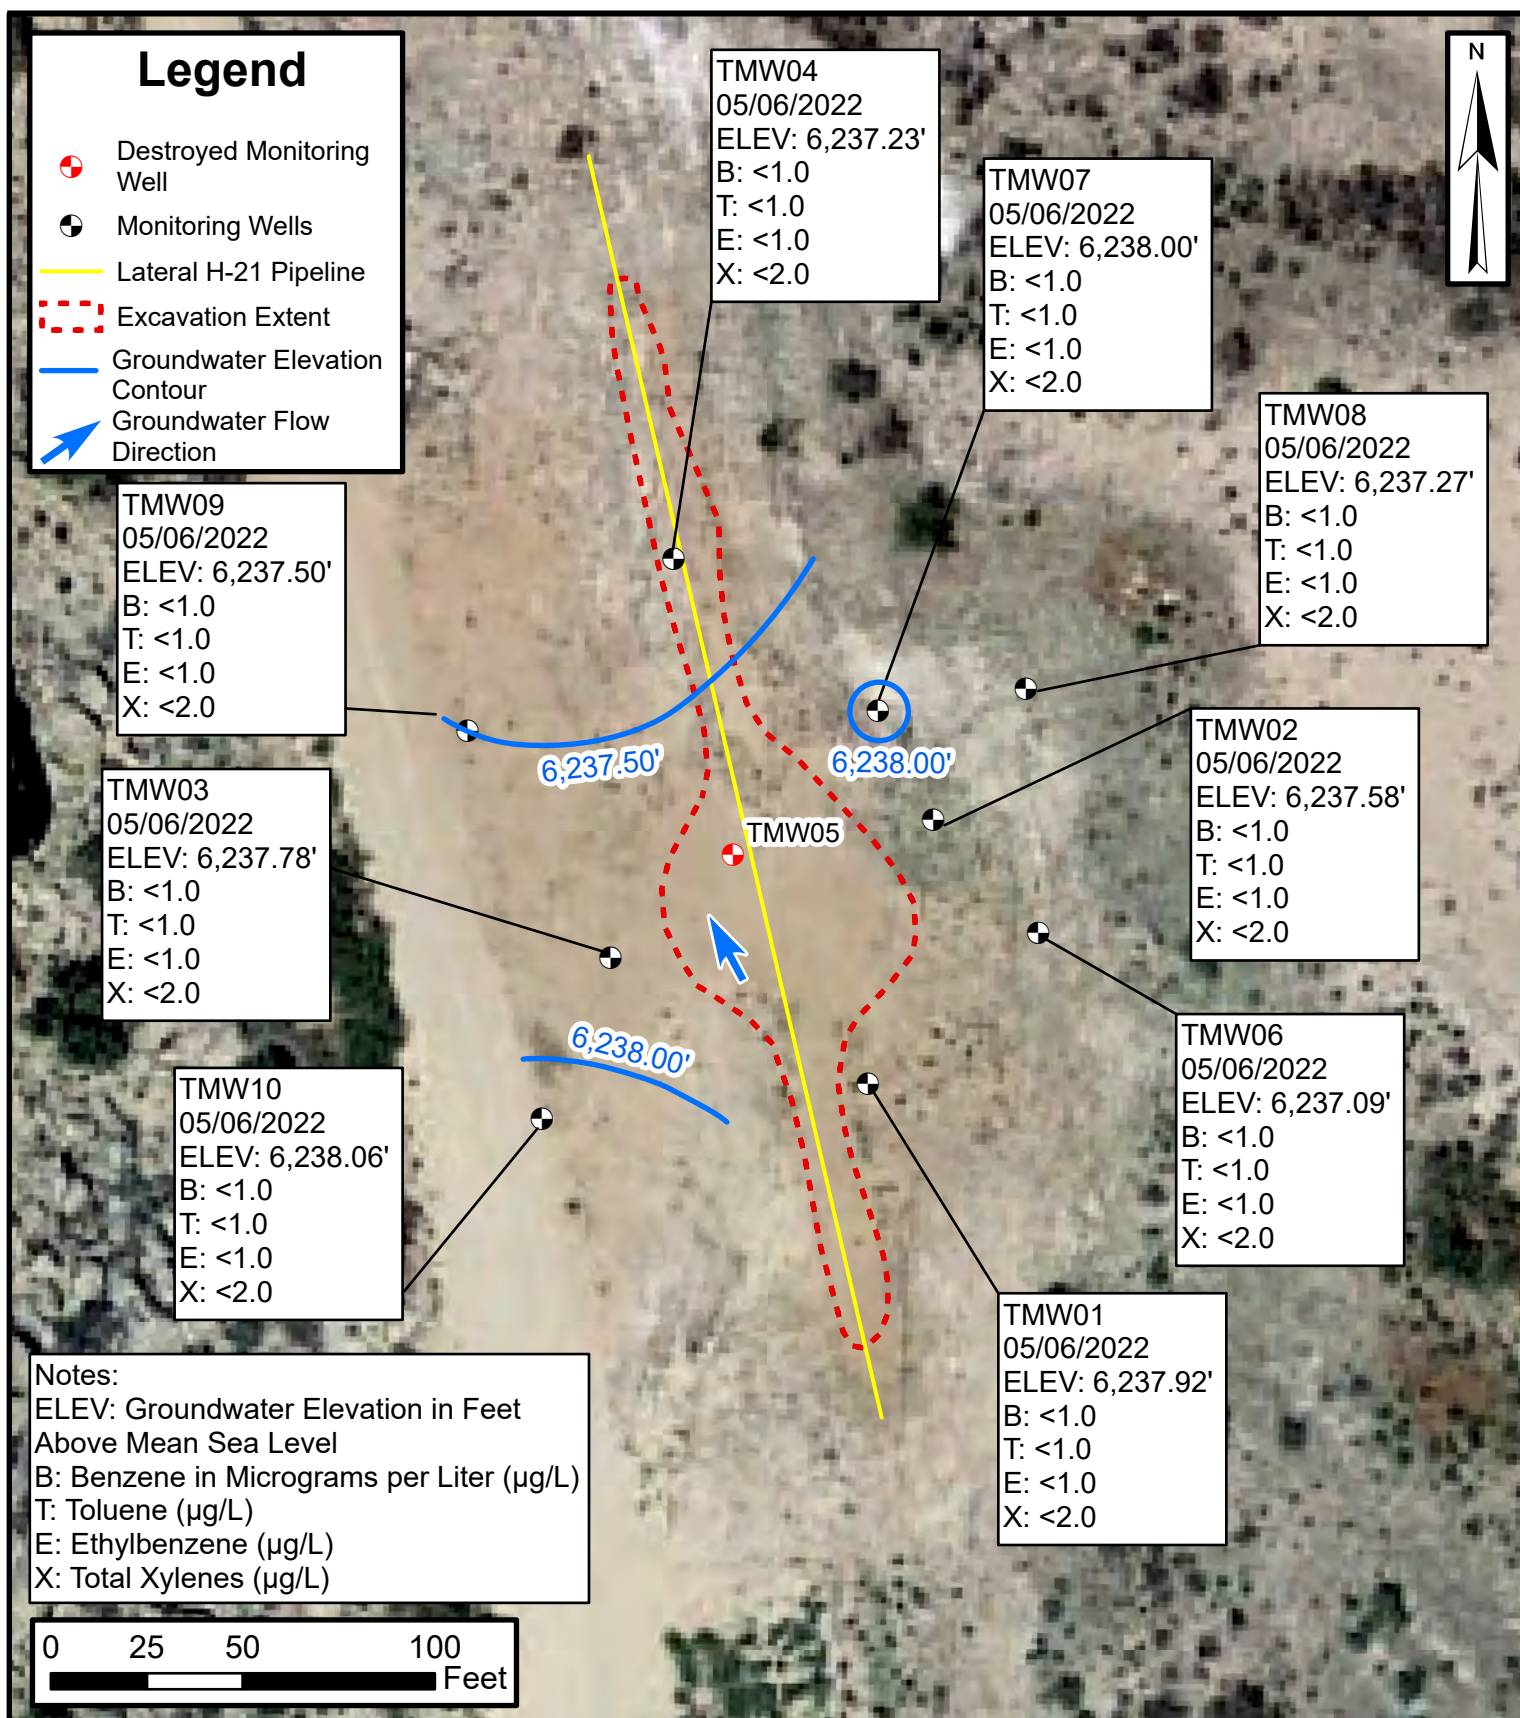 Legend
Destroyed Monitoring
Well
Monitoring Wells
Lateral H-21 Pipeline
Excavation Extent
Groundwater Elevation
Contour
Groundwater Flow
Direction
N
TMW04
05/06/2022
ELEV: 6,237.23'
B: <1.0
T: <1.0
E: <1.0
X: <2.0
TMW07
05/06/2022
ELEV: 6,238.00'
B: <1.0
T: <1.0
E: <1.0
X: <2.0
TMW08
05/06/2022
ELEV: 6,237.27'
B: <1.0
T: <1.0
E: <1.0
X: <2.0
TMW09
05/06/2022
ELEV: 6,237.50'
B: <1.0
T: <1.0
E: <1.0
X: <2.0
6,237.50'
6,238.00'
TMW02
05/06/2022
ELEV: 6,237.58'
B: <1.0
T: <1.0
E: <1.0
X: <2.0
TMW03
05/06/2022
ELEV: 6,237.78'
B: <1.0
T: <1.0
E: <1.0
X: <2.0
TMW05
6,238.00'
TMW06
05/06/2022
ELEV: 6,237.09'
B: <1.0
T: <1.0
E: <1.0
X: <2.0
TMW10
05/06/2022
ELEV: 6,238.06'
B: <1.0
T: <1.0
E: <1.0
X: <2.0
TMW01
05/06/2022
ELEV: 6,237.92'
B: <1.0
T: <1.0
E: <1.0
X: <2.0
Notes:
ELEV: Groundwater Elevation in Feet
Above Mean Sea Level
B: Benzene in Micrograms per Liter (µg/L)
T: Toluene (µg/L)
E: Ethylbenzene (µg/L)
X: Total Xylenes (µg/L)
0 25 50 100
Feet